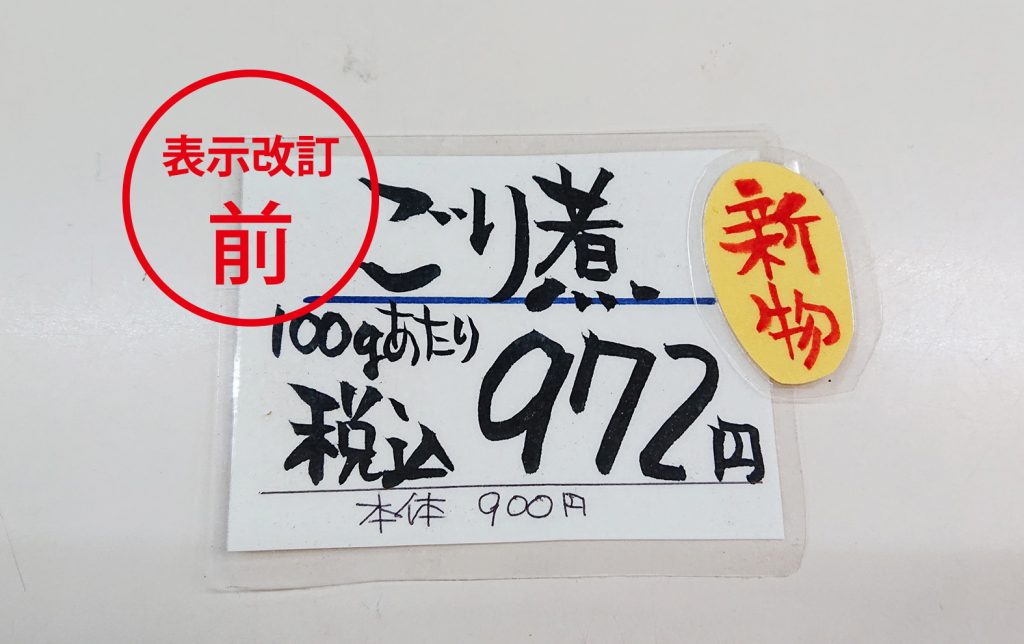 表示改訂
前
ごり煮
新物
100gあたり
税込972円
本体 900円